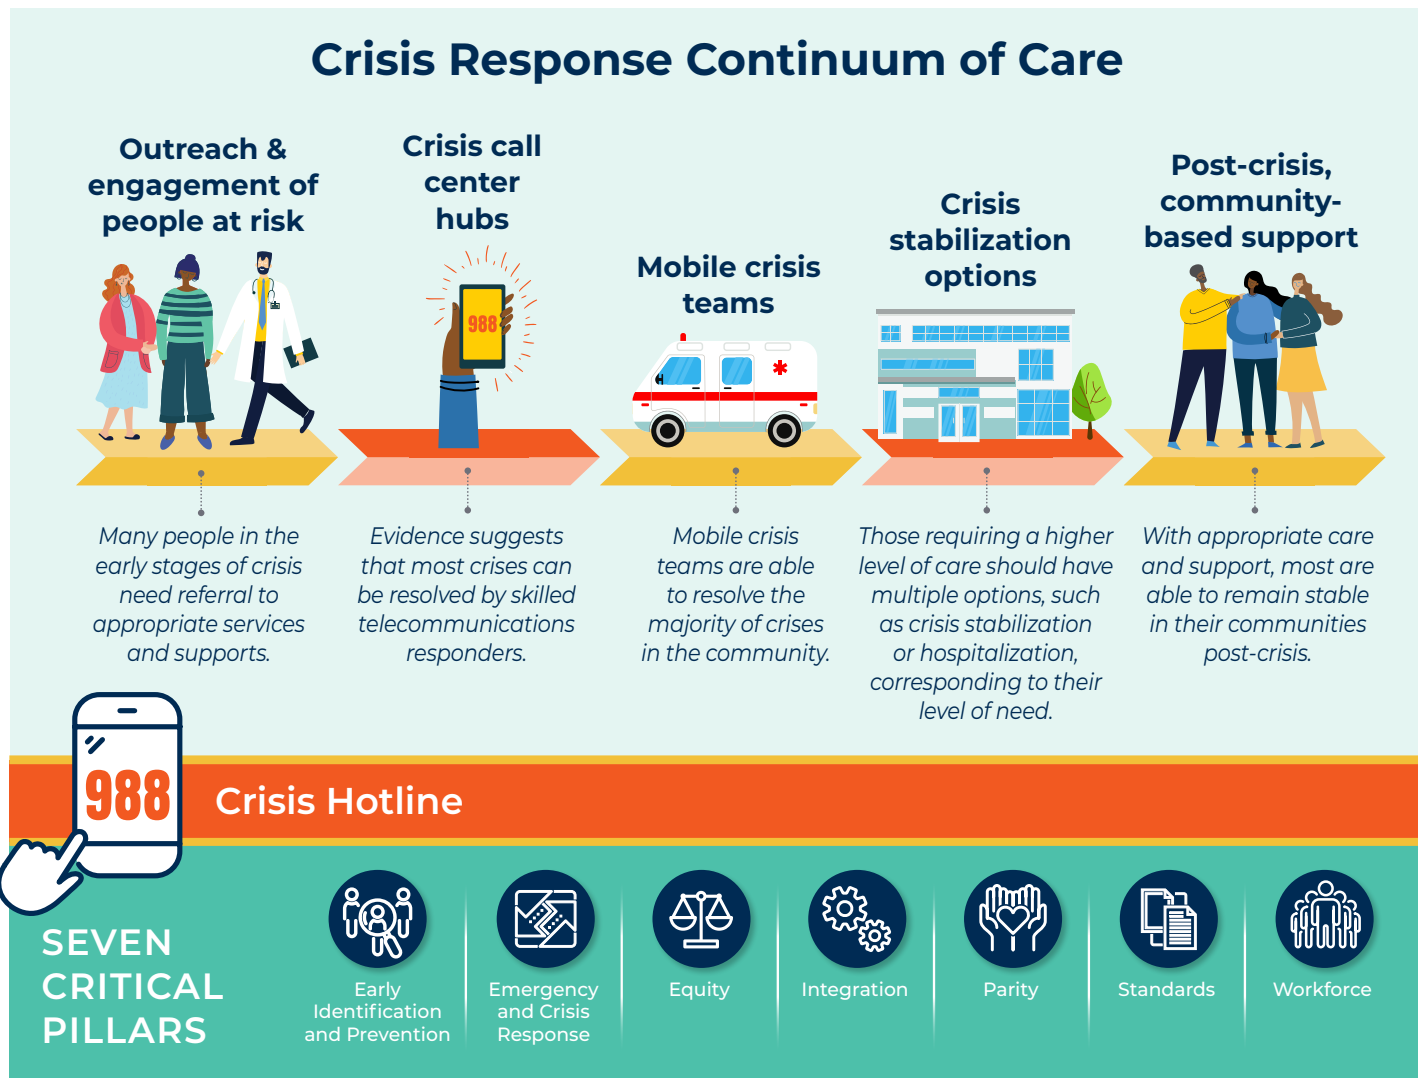 Crisis Response Continuum of Care
Outreach &
engagement of
people at risk
Crisis call
center
hubs
988
Mobile crisis
teams
Crisis
stabilization
options
Post-crisis,
community-
based support
Many people in the
early stages of crisis
need referral to
appropriate services
and supports.
Evidence suggests
that most crises can
be resolved by skilled
telecommunications
responders.
Mobile crisis
teams are able
to resolve the
majority of crises
in the community.
Those requiring a higher
level of care should have
multiple options, such
as crisis stabilization
or hospitalization,
corresponding to their
level of need.
With appropriate care
and support, most are
able to remain stable
in their communities
post-crisis.
988
Crisis Hotline
SEVEN
CRITICAL
PILLARS
Early
Identification
and Prevention
Emergency
and Crisis
Response
Equity
Integration
Parity
Standards
Workforce